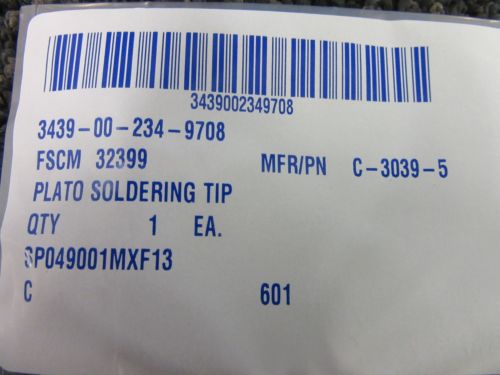 3439002349708
3439-00-234-9708
FSCM 32399 MFR/PN C-3039-5
PLATO SOLDERING TIP
QTY 1 EA.
SP049001MXF13
C 601